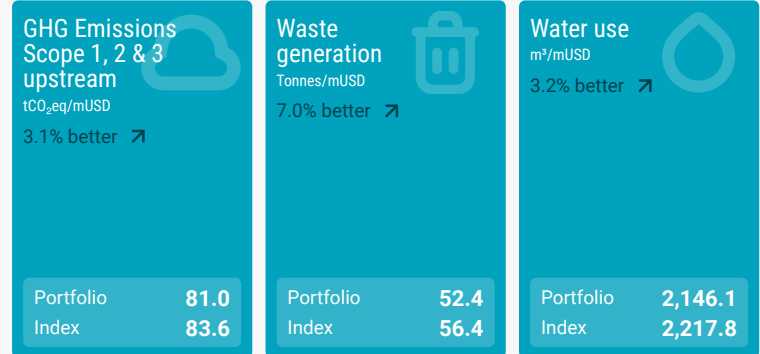 GHG Emissions
Scope 1, 2 & 3
upstream
tCO₂eq/mUSD
3.1% better
Portfolio 81.0
Index 83.6
Waste
generation
Tonnes/mUSD
7.0% better
Portfolio 52.4
Index 56.4
Water use
m³/mUSD
3.2% better
Portfolio 2,146.1
Index 2,217.8